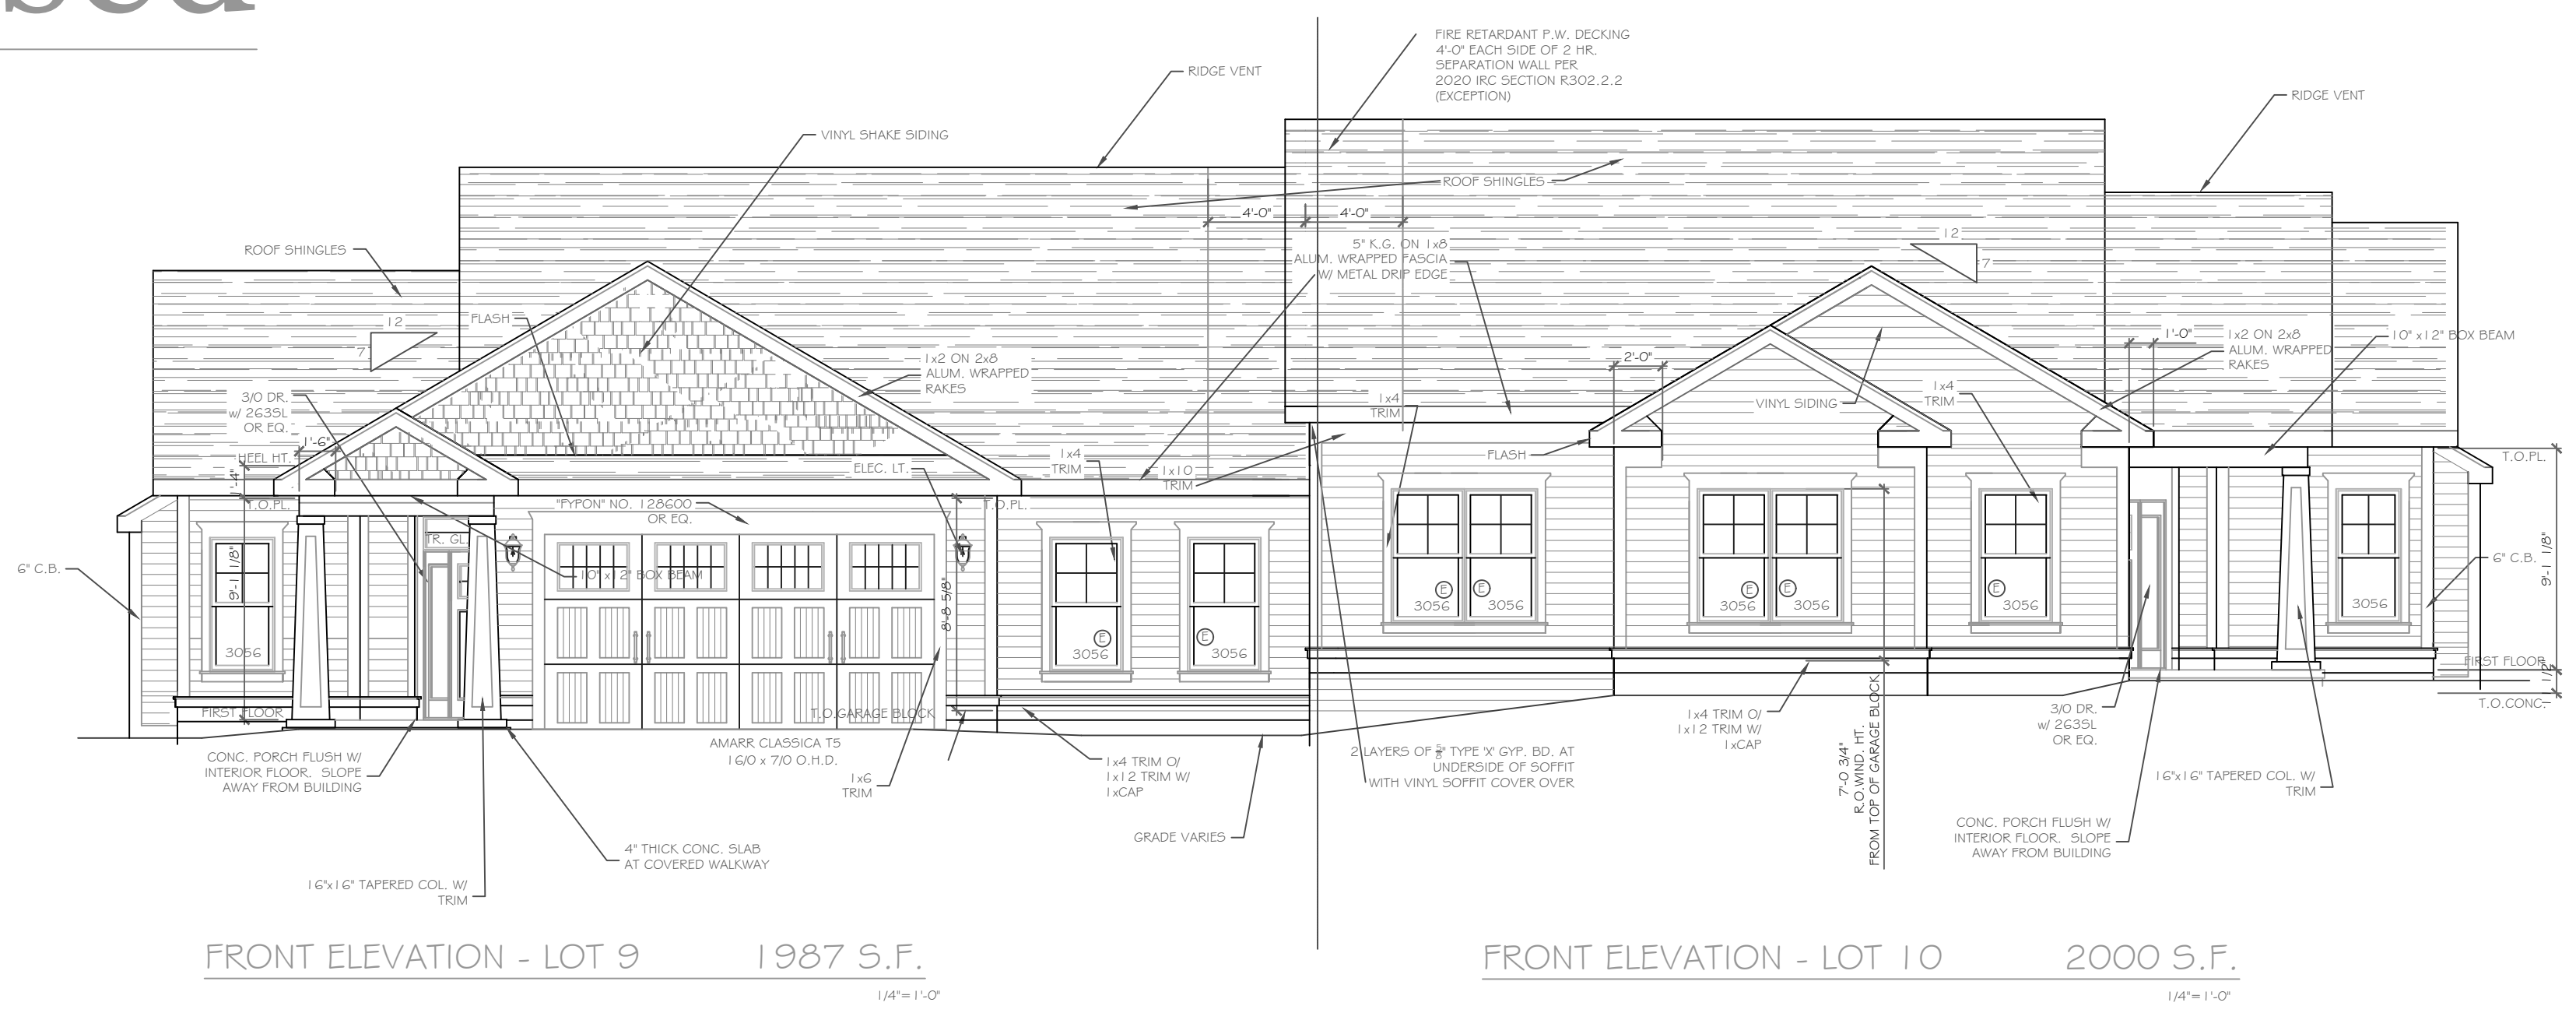 FIRE RETARDANT P.W. DECKING
4'-0" EACH SIDE OF 2 HR.
SEPARATION WALL PER
2020 IRC SECTION R302.2.2
(EXCEPTION)
RIDGE VENT
RIDGE VENT
VINYL SHAKE SIDING
ROOF SHINGLES
4'-0"
4'-0"
ROOF SHINGLES
5" K.G. ON 1x8
ALUM. WRAPPED FASCIA
W/ METAL DRIP EDGE
12
7
12
7
FLASH
1x2 ON 2x8
ALUM. WRAPPED
RAKES
2'-0"
1'-0"
1x2 ON 2x8
ALUM. WRAPPED
RAKES
10" x12" BOX BEAM
3/0 DR.
w/ 263SL
OR EQ.
1x4
TRIM
VINYL SIDING
1x4
TRIM
1'-6"
HEEL HT.
1'-4"
T.O.PL.
ELEC. LT.
1x4
TRIM
1x10
TRIM
FLASH
T.O.PL.
"FYPON" NO. 128600
OR EQ.
T.O.PL.
TR. GL.
6" C.B.
9'-1 1/8"
10" x12" BOX BEAM
8'-8 5/8"
E
3056
E
3056
E
3056
E
3056
E
3056
3056
6" C.B.
9'-1 1/8"
3056
E
3056
E
3056
FIRST FLOOR
T.O.GARAGE BLOCK
FIRST FLOOR
T.O.CONC.
CONC. PORCH FLUSH W/
INTERIOR FLOOR. SLOPE
AWAY FROM BUILDING
AMARR CLASSICA T5
16/0 x 7/0 O.H.D.
1x6
TRIM
1x4 TRIM O/
1x12 TRIM W/
1xCAP
2 LAYERS OF 5/8" TYPE 'X' GYP. BD. AT
UNDERSIDE OF SOFFIT
WITH VINYL SOFFIT COVER OVER
1x4 TRIM O/
1x12 TRIM W/
1xCAP
7'-0 3/4"
R.O.WIND. HT.
FROM TOP OF GARAGE BLOCK
3/0 DR.
w/ 263SL
OR EQ.
16"x16" TAPERED COL. W/
TRIM
GRADE VARIES
CONC. PORCH FLUSH W/
INTERIOR FLOOR. SLOPE
AWAY FROM BUILDING
4" THICK CONC. SLAB
AT COVERED WALKWAY
16"x16" TAPERED COL. W/
TRIM
FRONT ELEVATION - LOT 9 1987 S.F.
1/4"=1'-0"
FRONT ELEVATION - LOT 10 2000 S.F.
1/4"=1'-0"